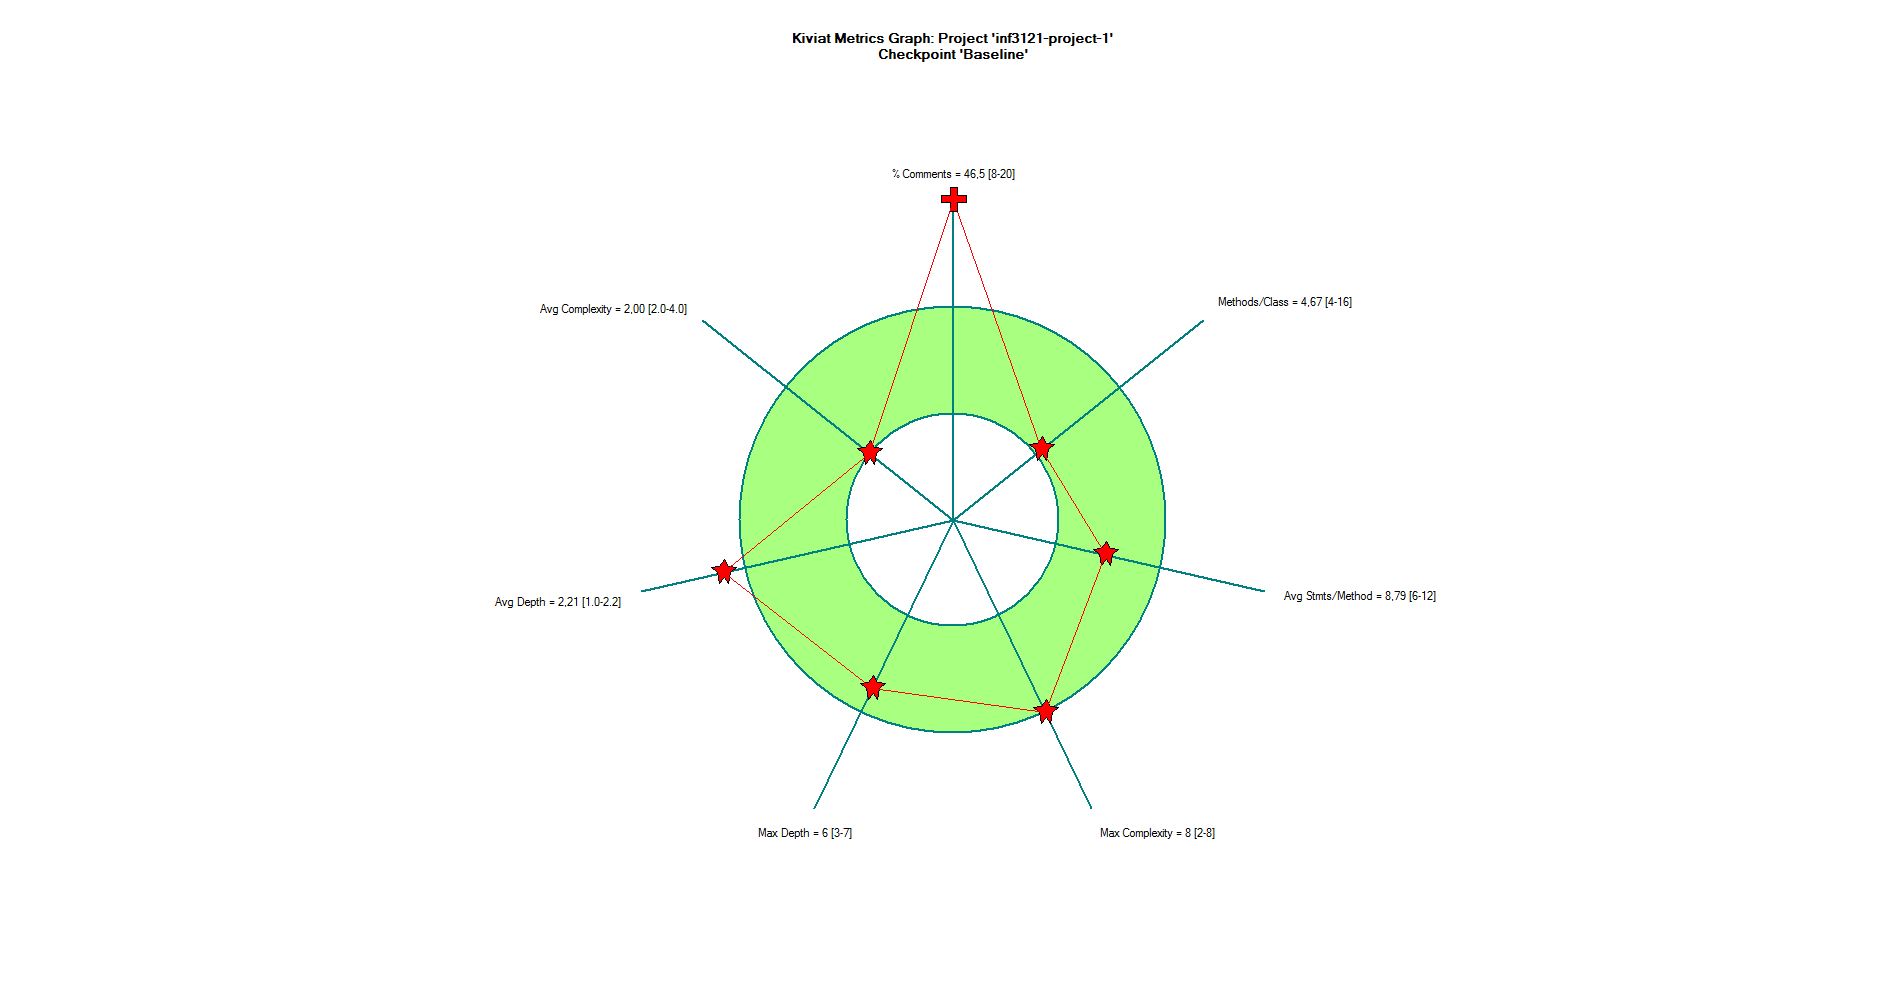 Kiviat Metrics Graph: Project 'inf3121-project-1'
Checkpoint 'Baseline'
% Comments = 46,5 [8-20]
Methods/Class = 4,67 [4-16]
Avg Complexity = 2,00 [2.0-4.0]
Avg Stmts/Method = 8,79 [6-12]
Avg Depth = 2,21 [1.0-2.2]
Max Depth = 6 [3-7]
Max Complexity = 8 [2-8]